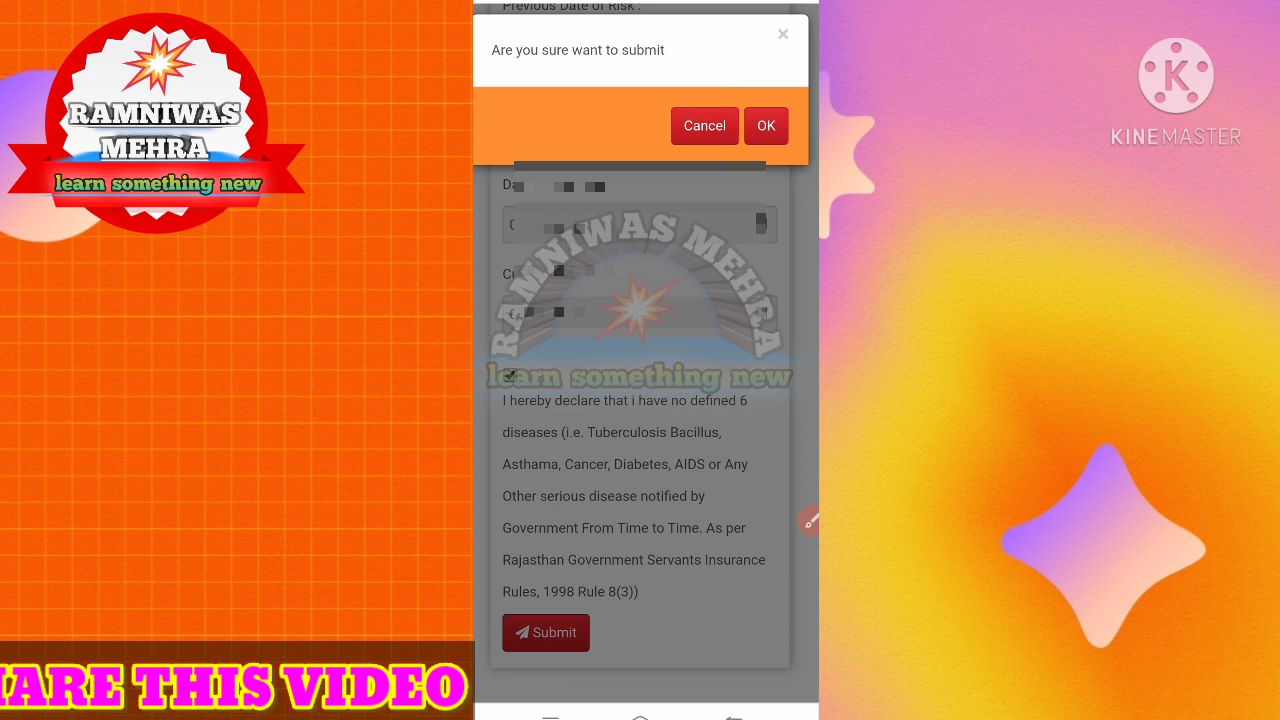 RAMNIWAS
MEHRA
learn something new
Previous Date of Risk :
×
Are you sure want to submit
Cancel
OK
KINEMASTER
RAMNIWAS MEHRA
learn something new
I hereby declare that i have no defined 6
diseases (i.e. Tuberculosis Bacillus,
Asthama, Cancer, Diabetes, AIDS or Any
Other serious disease notified by
Government From Time to Time. As per
Rajasthan Government Servants Insurance
Rules, 1998 Rule 8(3))
Submit
HARE THIS VIDEO